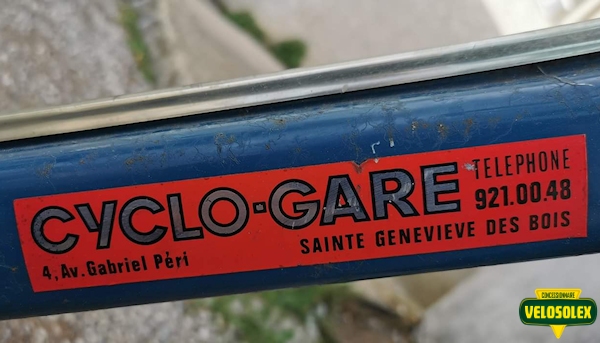 CYCLO-GARE
TELEPHONE
921.00.48
4, Av. Gabriel Péri
SAINTE GENEVIEVE DES BOIS
CONCESSIONNAIRE
VELOSOLEX